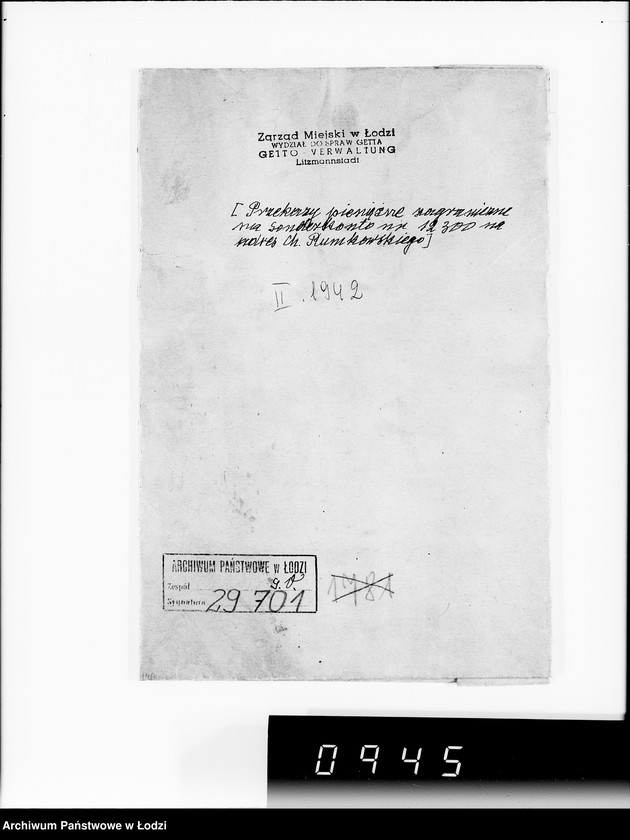 Zarząd Miejski w Łodzi
WYDZIAŁ DO SPRAW GETTA
GETTO-VERWALTUNG
Litzmannstadt
[Przekazy pieniężne zagraniczne
na Sonderkonto nr 12 300 na
adres Ch. Rumkowskiego]
II. 1942
ARCHIWUM PAŃSTWOWE w ŁODZI
Zespół
Sygnatura 29 701
1781
0945
Archiwum Państwowe w Łodzi